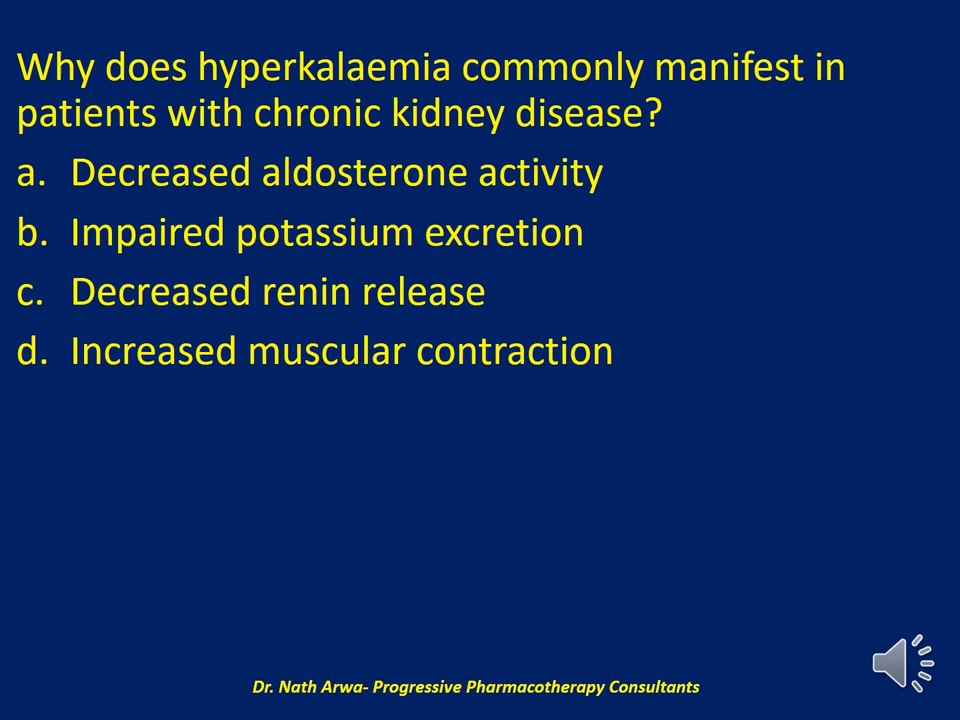 Why does hyperkalaemia commonly manifest in
patients with chronic kidney disease?
a. Decreased aldosterone activity
b. Impaired potassium excretion
c. Decreased renin release
d. Increased muscular contraction
Dr. Nath Arwa- Progressive Pharmacotherapy Consultants